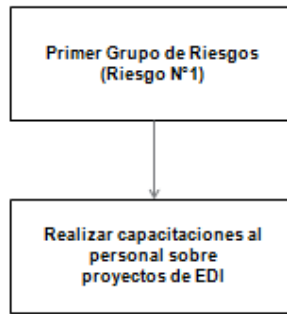 Primer Grupo de Riesgos
(Riesgo N°1)
Realizar capacitaciones al
personal sobre
proyectos de EDI